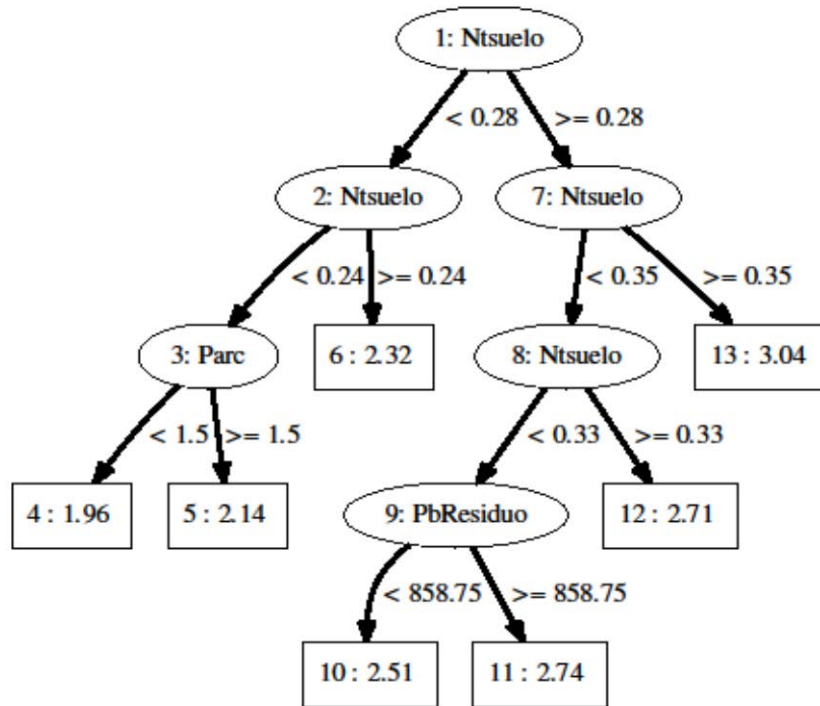 1: Ntsuelo
< 0.28
>= 0.28
2: Ntsuelo
7: Ntsuelo
< 0.24
>= 0.24
< 0.35
>= 0.35
3: Parc
6 : 2.32
8: Ntsuelo
13 : 3.04
< 1.5
>= 1.5
< 0.33
>= 0.33
4 : 1.96
5 : 2.14
9: PbResiduo
12 : 2.71
< 858.75
>= 858.75
10 : 2.51
11 : 2.74